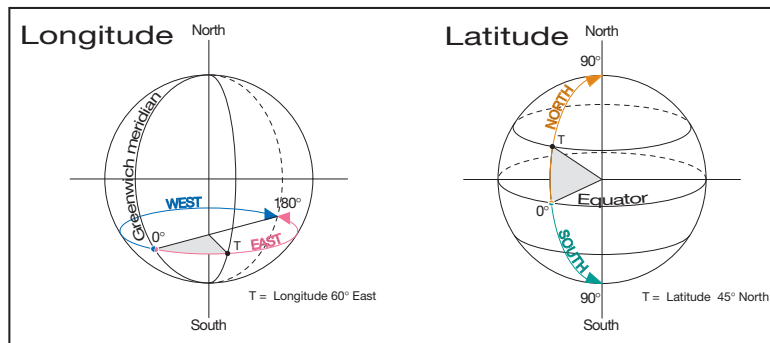 Longitude
North
Greenwich meridian
WEST
180°
0°
T
EAST
T = Longitude 60° East
South
Latitude
North
90°
NORTH
T
Equator
0°
SOUTH
90°
T = Latitude 45° North
South